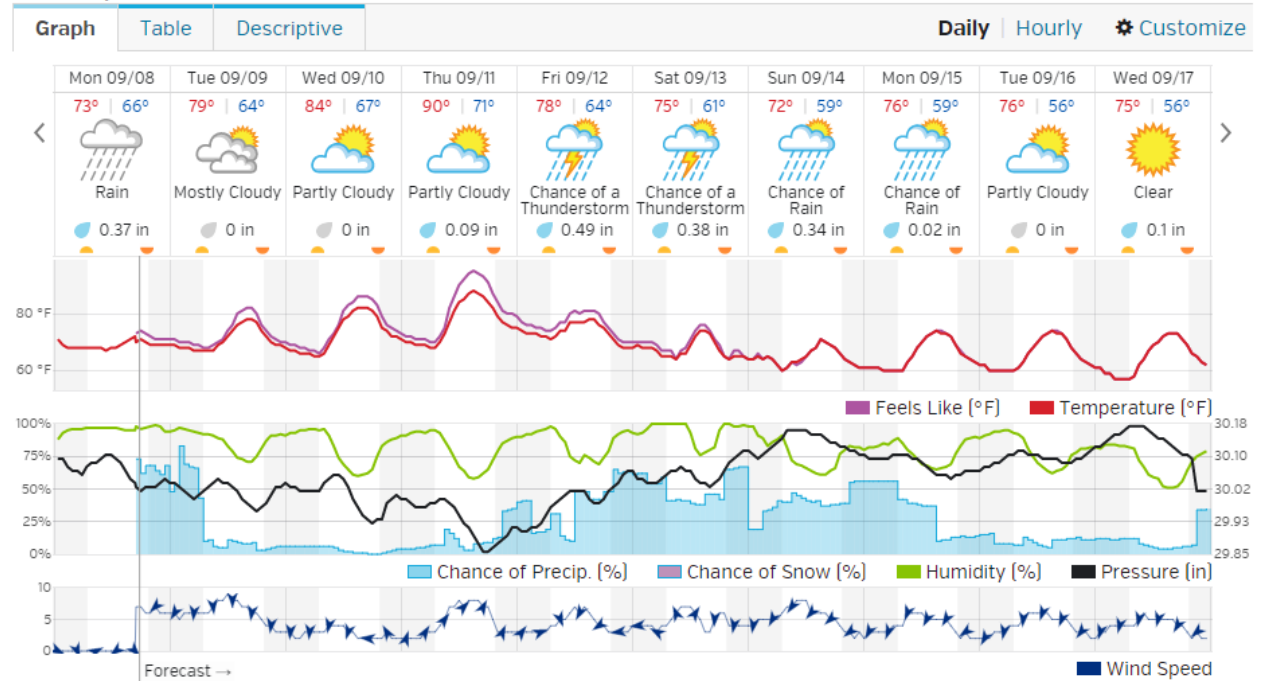 Graph Table Descriptive Daily Hourly Customize
Mon 09/08 Tue 09/09 Wed 09/10 Thu 09/11 Fri 09/12 Sat 09/13 Sun 09/14 Mon 09/15 Tue 09/16 Wed 09/17
73° | 66° 79° | 64° 84° | 67° 90° | 71° 78° | 64° 75° | 61° 72° | 59° 76° | 59° 76° | 56° 75° | 56°
Rain Mostly Cloudy Partly Cloudy Partly Cloudy Chance of a Chance of a Chance of Chance of Partly Cloudy Clear
Thunderstorm Thunderstorm Rain Rain
0.37 in 0 in 0 in 0.09 in 0.49 in 0.38 in 0.34 in 0.02 in 0 in 0.1 in
80 °F
60 °F
Feels Like (°F) Temperature (°F)
100% 30.18
75% 30.10
50% 30.02
25% 29.93
0% 29.85
Chance of Precip. (%) Chance of Snow (%) Humidity (%) Pressure (in)
10
5
0
Forecast → Wind Speed